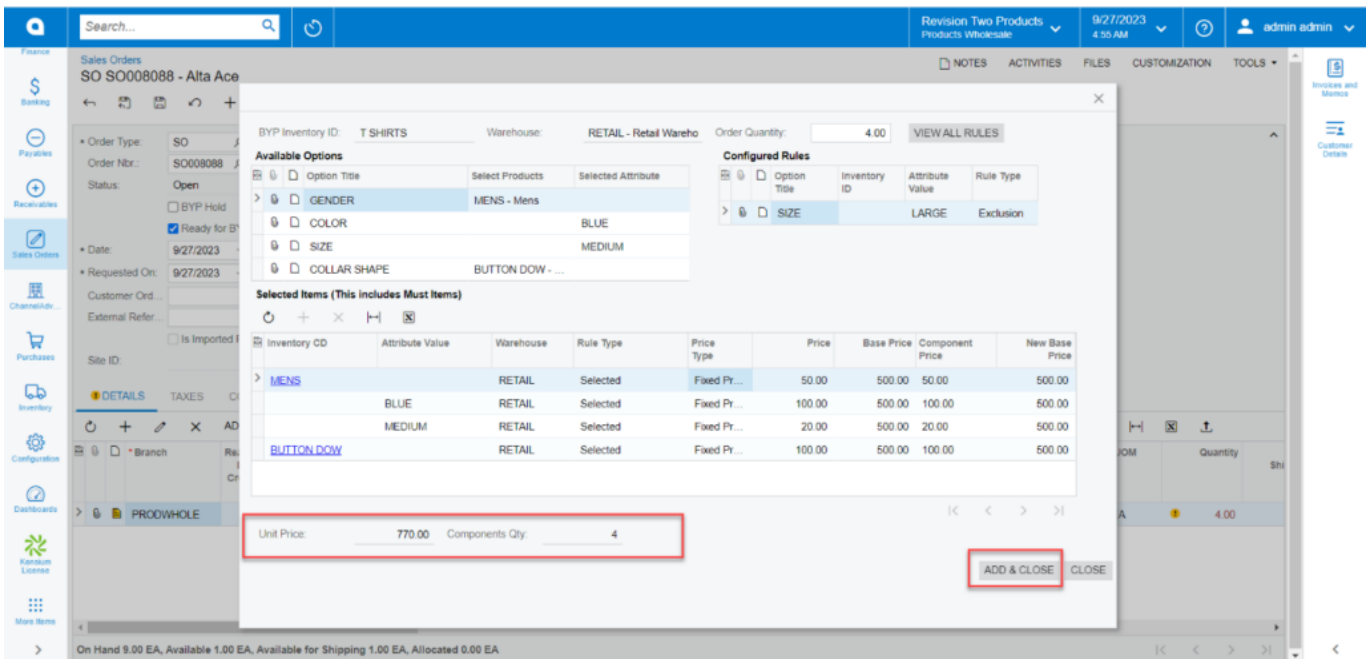 Search...
Revision Two Products
Products Wholesale
9/27/2023
4:55 AM
admin admin
Finance
Banking
Payables
Receivables
Sales Orders
ChannelAdv...
Purchases
Inventory
Configuration
Dashboards
Kensium
License
More Items
Sales Orders
SO SO008088 - Alta Ace
NOTES ACTIVITIES FILES CUSTOMIZATION TOOLS
Invoices and
Memos
Customer
Details
Order Type: SO
Order Nbr.: SO008088
Status: Open
BYP Hold
Ready for BY
Date: 9/27/2023
Requested On: 9/27/2023
Customer Ord...
External Refer...
Is Imported F
Site ID:
DETAILS TAXES
AD
Branch
PRODWHOLE
BYP Inventory ID: T SHIRTS Warehouse: RETAIL - Retail Wareho Order Quantity: 4.00 VIEW ALL RULES
Available Options
Option Title Select Products Selected Attribute
GENDER MENS - Mens
COLOR BLUE
SIZE MEDIUM
COLLAR SHAPE BUTTON DOW - ...
Configured Rules
Option Title Inventory ID Attribute Value Rule Type
SIZE LARGE Exclusion
Selected Items (This includes Must Items)
Inventory CD Attribute Value Warehouse Rule Type Price Type Price Base Price Component Price New Base Price
MENS RETAIL Selected Fixed Pr... 50.00 500.00 50.00 500.00
BLUE RETAIL Selected Fixed Pr... 100.00 500.00 100.00 500.00
MEDIUM RETAIL Selected Fixed Pr... 20.00 500.00 20.00 500.00
BUTTON DOW RETAIL Selected Fixed Pr... 100.00 500.00 100.00 500.00
Unit Price: 770.00 Components Qty: 4
ADD & CLOSE CLOSE
Quantity
4.00
On Hand 9.00 EA, Available 1.00 EA, Available for Shipping 1.00 EA, Allocated 0.00 EA